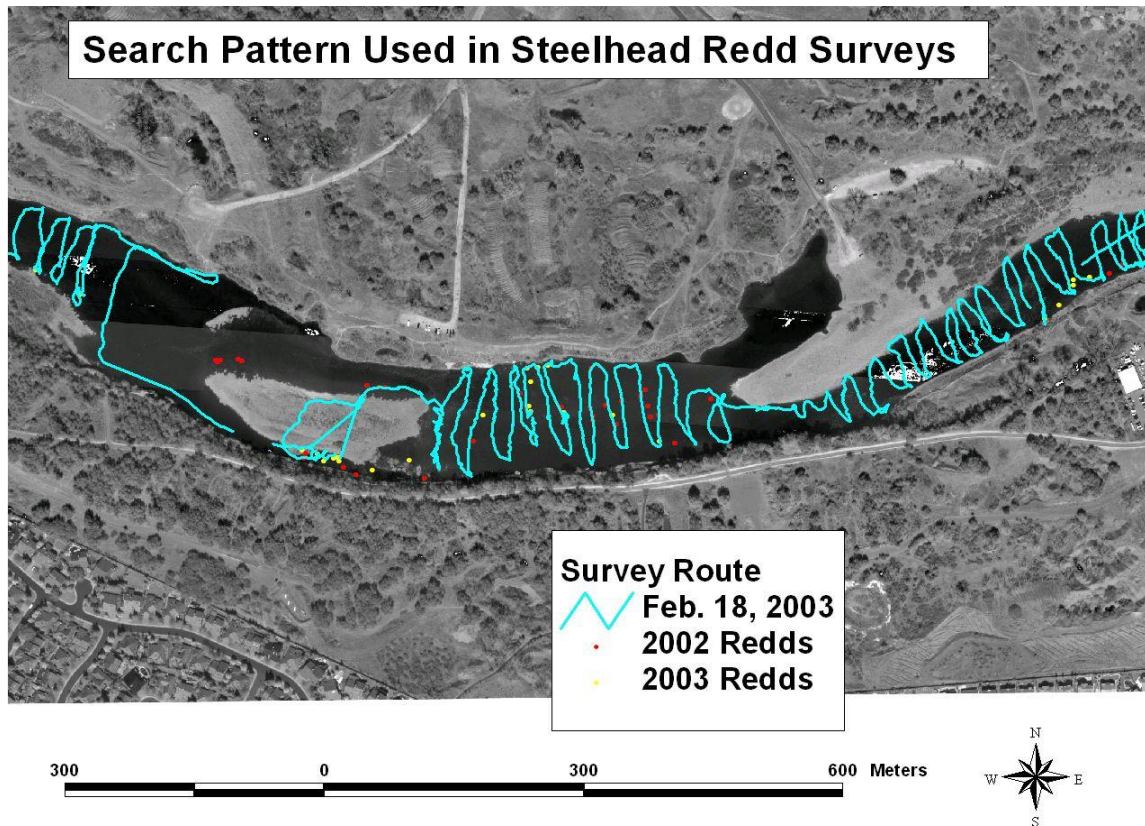 Search Pattern Used in Steelhead Redd Surveys
Survey Route
Feb. 18, 2003
2002 Redds
2003 Redds
300 0 300 600 Meters
N
W E
S